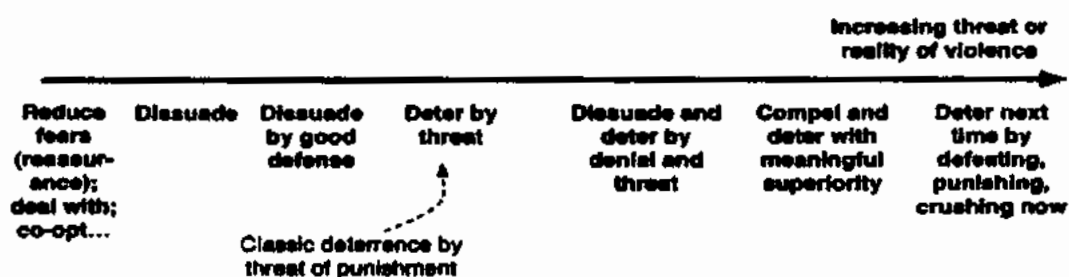 Increasing threat or
reality of violence
Reduce
fears
(reassur-
ance);
deal with;
co-opt...
Dissuade
Dissuade
by good
defense
Deter by
threat
Dissuade and
deter by
denial and
threat
Compel and
deter with
meaningful
superiority
Deter next
time by
defeating,
punishing,
crushing now
Classic deterrence by
threat of punishment